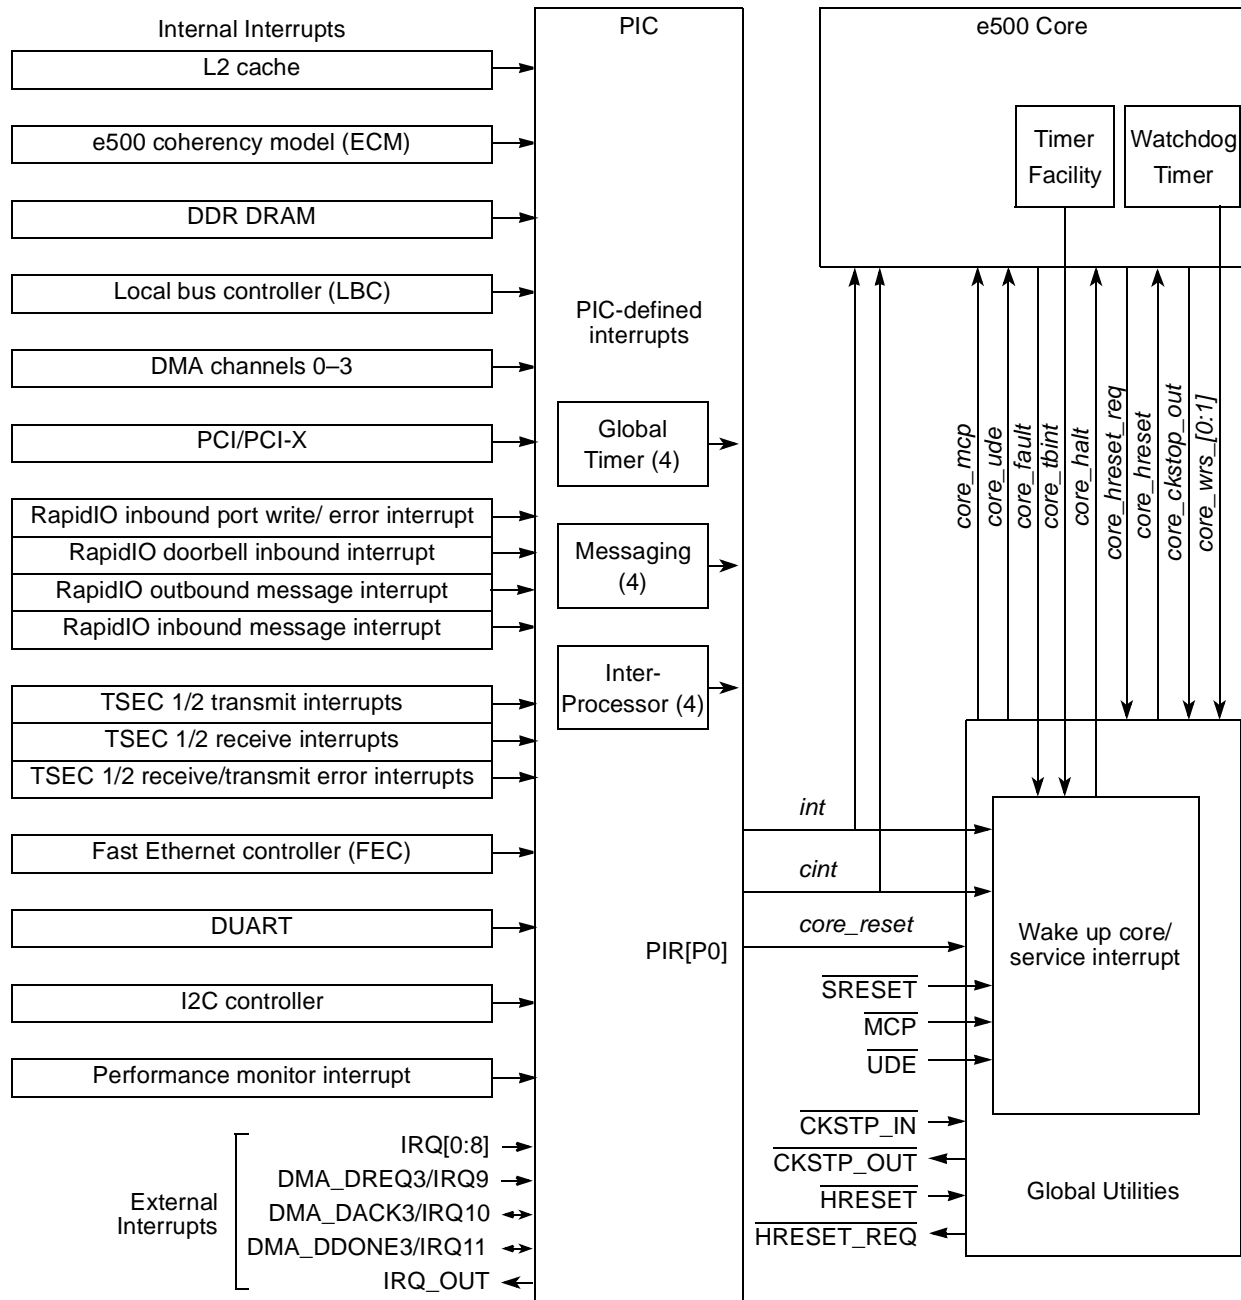 Internal Interrupts
L2 cache
e500 coherency model (ECM)
DDR DRAM
Local bus controller (LBC)
DMA channels 0–3
PCI/PCI-X
RapidIO inbound port write/ error interrupt
RapidIO doorbell inbound interrupt
RapidIO outbound message interrupt
RapidIO inbound message interrupt
TSEC 1/2 transmit interrupts
TSEC 1/2 receive interrupts
TSEC 1/2 receive/transmit error interrupts
Fast Ethernet controller (FEC)
DUART
I2C controller
Performance monitor interrupt
External
Interrupts
IRQ[0:8]
DMA_DREQ3/IRQ9
DMA_DACK3/IRQ10
DMA_DDONE3/IRQ11
IRQ_OUT
PIC
PIC-defined
interrupts
Global
Timer (4)
Messaging
(4)
Inter-
Processor (4)
PIR[P0]
e500 Core
Timer
Facility
Watchdog
Timer
core_mcp
core_ude
core_fault
core_tbint
core_halt
core_hreset_req
core_hreset
core_ckstop_out
core_wrs_[0:1]
int
cint
core_reset
SRESET
MCP
UDE
CKSTP_IN
CKSTP_OUT
HRESET
HRESET_REQ
Wake up core/
service interrupt
Global Utilities